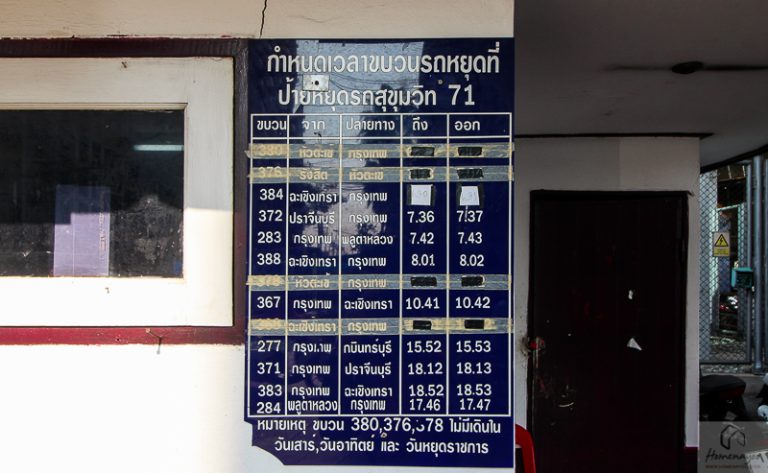 กำหนดเวลาขบวนรถหยุดที่
ป้ายหยุดรถสุขุมวิท 71
ขบวน จาก ปลายทาง ถึง ออก
380 หัวตะเข้ กรุงเทพ
376 รังสิต หัวตะเข้
384 ฉะเชิงเทรา กรุงเทพ
372 ปราจีนบุรี กรุงเทพ 7.36 7.37
283 กรุงเทพ พลูตาหลวง 7.42 7.43
388 ฉะเชิงเทรา กรุงเทพ 8.01 8.02
378 หัวตะเข้ กรุงเทพ
367 กรุงเทพ ฉะเชิงเทรา 10.41 10.42
ฉะเชิงเทรา กรุงเทพ
277 กรุงเทพ กบินทร์บุรี 15.52 15.53
371 กรุงเทพ ปราจีนบุรี 18.12 18.13
383 กรุงเทพ ฉะเชิงเทรา 18.52 18.53
284 พลูตาหลวง กรุงเทพ 17.46 17.47
หมายเหตุ ขบวน 380,376,378 ไม่มีเดินใน
วันเสาร์,วันอาทิตย์ และ วันหยุดราชการ
Homenayoo